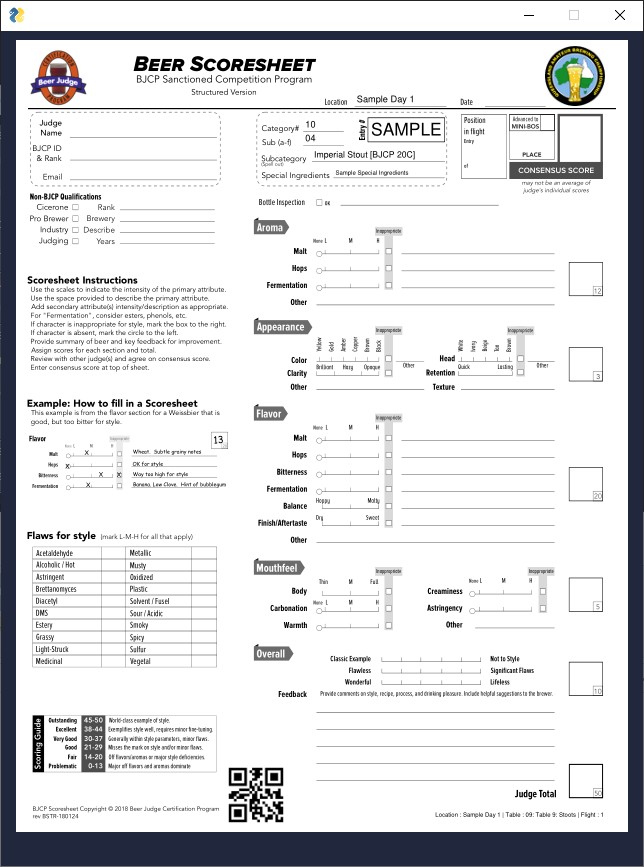 BEER SCORESHEET
BJCP Sanctioned Competition Program
Structured Version
Location Sample Day 1 Date
Beer Judge
CERTIFICATION
PROGRAM
Judge Name
BJCP ID & Rank
Email
Category# 10
Sub (a-f) 04
Subcategory Imperial Stout [BJCP 20C]
(Spell out)
Special Ingredients Sample Special Ingredients
Entry # SAMPLE
Position in flight
Entry
of
Advanced to MINI-BOS
PLACE
CONSENSUS SCORE
may not be an average of judge's individual scores
Non-BJCP Qualifications
Cicerone Rank
Pro Brewer Brewery
Industry Describe
Judging Years
Bottle Inspection OK
Aroma
Inappropriate
None L M H
Malt
Hops
Fermentation
Other
12
Scoresheet Instructions
Use the scales to indicate the intensity of the primary attribute.
Use the space provided to describe the primary attribute.
Add secondary attribute(s) intensity/description as appropriate.
For "Fermentation", consider esters, phenols, etc.
If character is inappropriate for style, mark the box to the right.
If character is absent, mark the circle to the left.
Provide summary of beer and key feedback for improvement.
Assign scores for each section and total.
Review with other judge(s) and agree on consensus score.
Enter consensus score at top of sheet.
Appearance
Inappropriate Inappropriate
Yellow Gold Amber Copper Brown Black
White Ivory Beige Tan Brown
Color Other Head Other
Brilliant Hazy Opaque Quick Lasting
Clarity Retention
Other Texture
3
Example: How to fill in a Scoresheet
This example is from the flavor section for a Weissbier that is good, but too bitter for style.
Flavor 13
None L M H Inappropriate
Malt X Wheat. Subtle grainy notes
Hops X OK for style
Bitterness X X Way too high for style
Fermentation X Banana, Low Clove. Hint of bubblegum
Flavor
Inappropriate
None L M H
Malt
Hops
Bitterness
Fermentation
Hoppy Malty
Balance
Dry Sweet
Finish/Aftertaste
Other
20
Flaws for style (mark L-M-H for all that apply)
Acetaldehyde Metallic
Alcoholic / Hot Musty
Astringent Oxidized
Brettanomyces Plastic
Diacetyl Solvent / Fusel
DMS Sour / Acidic
Estery Smoky
Grassy Spicy
Light-Struck Sulfur
Medicinal Vegetal
Mouthfeel
Inappropriate Inappropriate
Thin M Full None L M H
Body Creaminess
None L M H
Carbonation Astringency
Warmth Other
5
Overall
Classic Example Not to Style
Flawless Significant Flaws
Wonderful Lifeless
Feedback Provide comments on style, recipe, process, and drinking pleasure. Include helpful suggestions to the brewer.
10
Scoring Guide
Outstanding 45-50 World-class example of style.
Excellent 38-44 Exemplifies style well, requires minor fine-tuning.
Very Good 30-37 Generally within style parameters, minor flaws.
Good 21-29 Misses the mark on style and/or minor flaws.
Fair 14-20 Off flavors/aromas or major style deficiencies.
Problematic 0-13 Major off flavors and aromas dominate
Judge Total 50
BJCP Scoresheet Copyright © 2018 Beer Judge Certification Program
rev BSTR-180124
Location : Sample Day 1 | Table : 09: Table 9: Stoots | Flight : 1